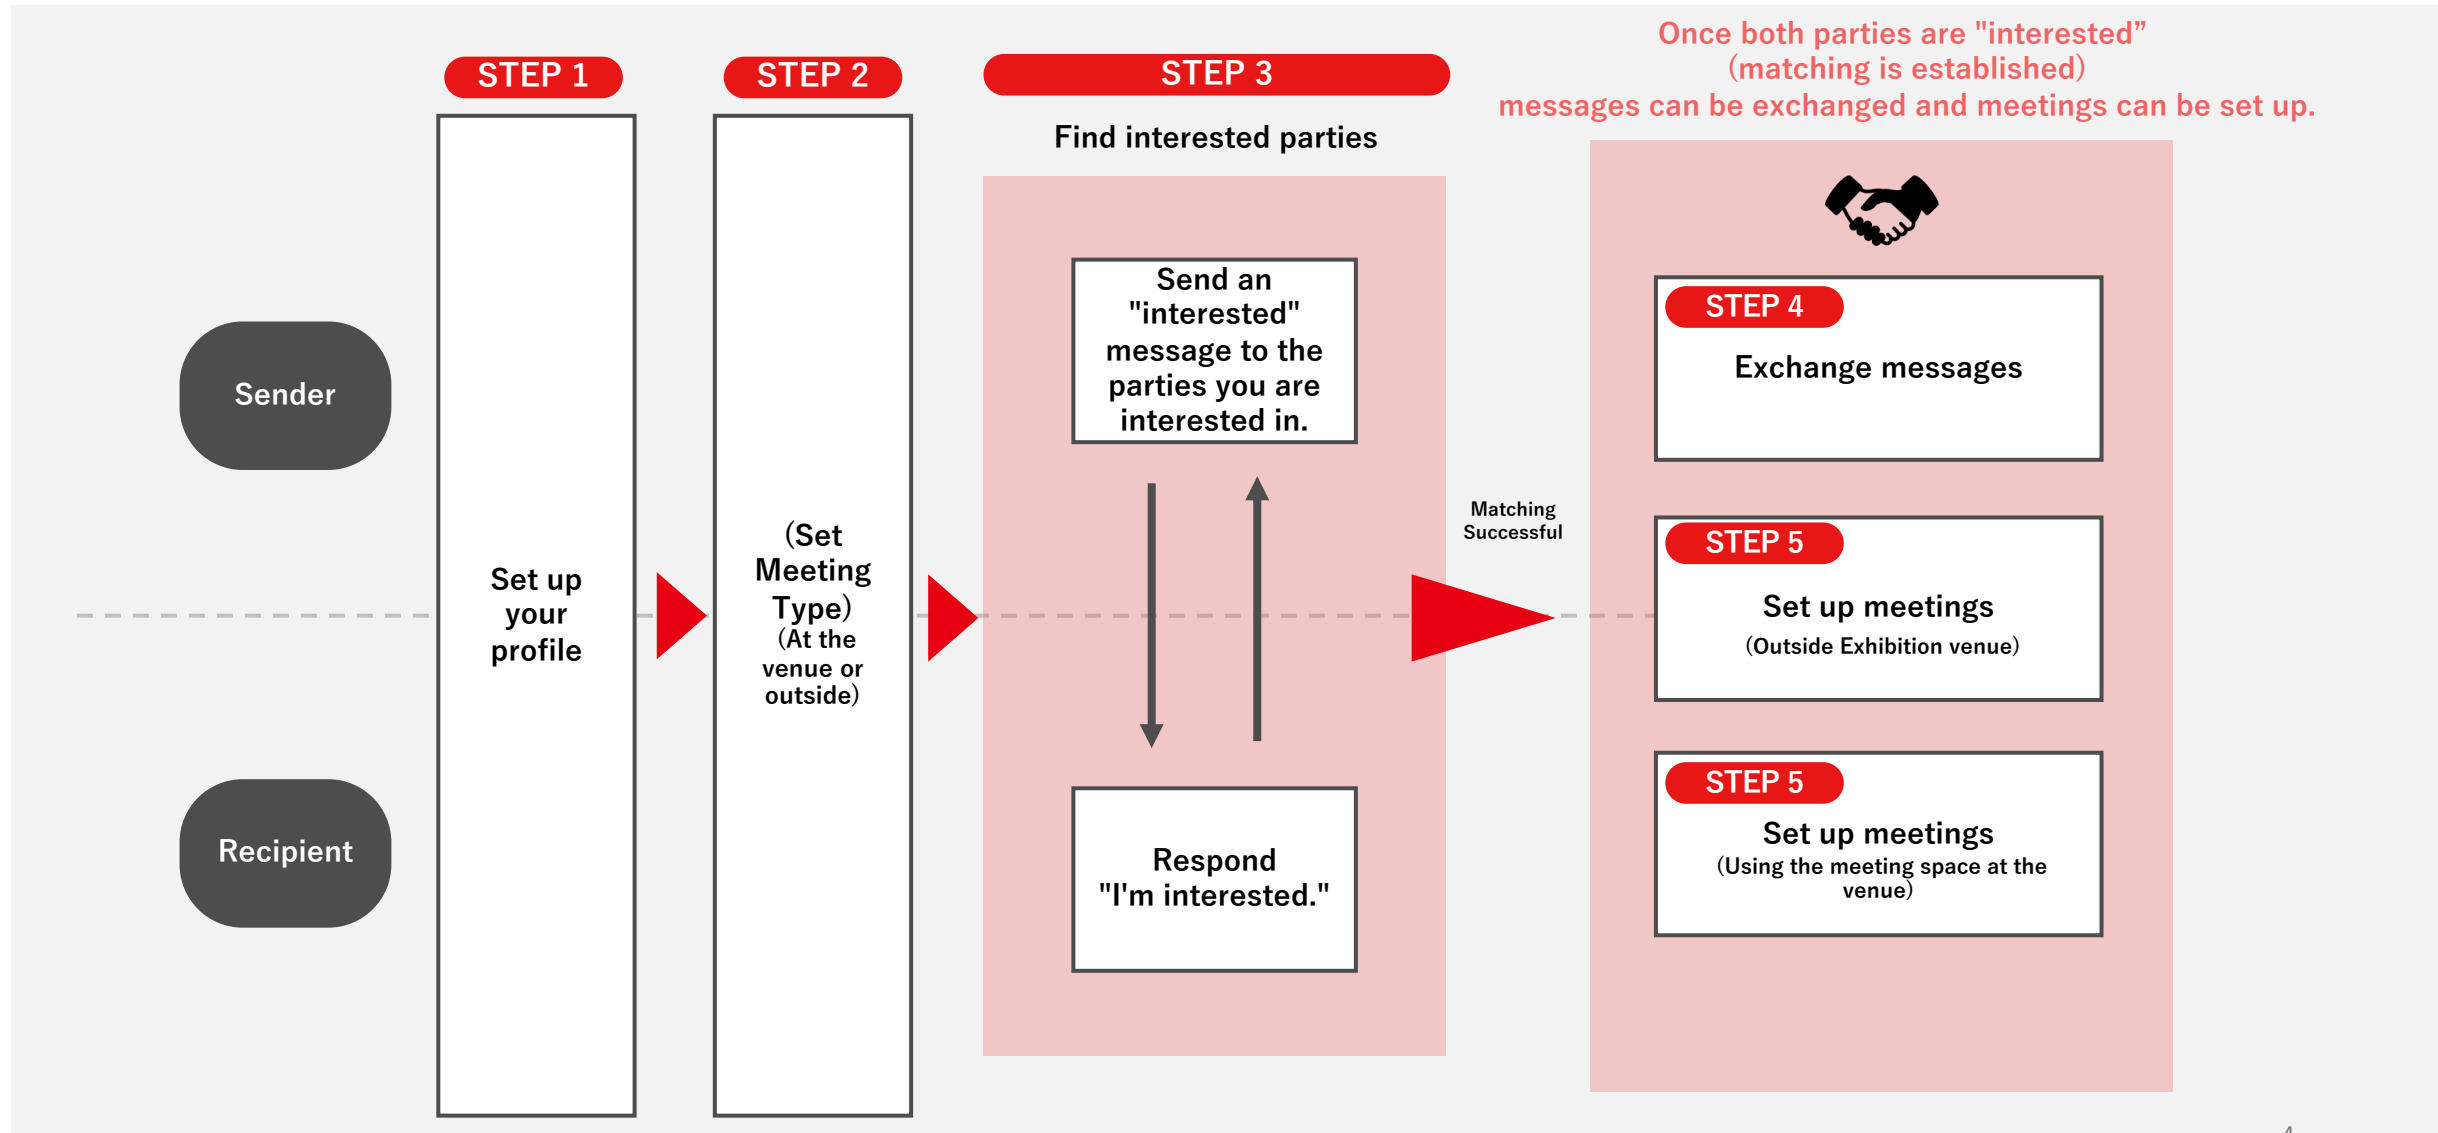 Once both parties are "interested”
(matching is established)
messages can be exchanged and meetings can be set up.
STEP 1
STEP 2
STEP 3
Find interested parties
Sender
Recipient
Set up
your
profile
(Set
Meeting
Type)
(At the
venue or
outside)
Send an
"interested"
message to the
parties you are
interested in.
Respond
"I'm interested."
Matching
Successful
STEP 4
Exchange messages
STEP 5
Set up meetings
(Outside Exhibition venue)
STEP 5
Set up meetings
(Using the meeting space at the
venue)